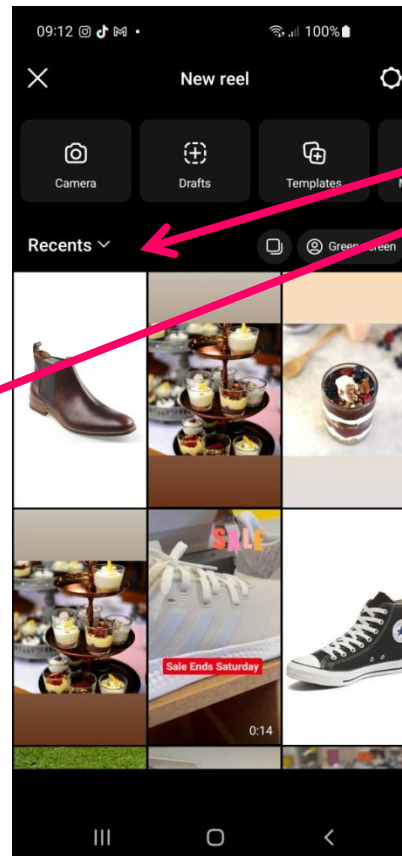 09:12 100%
New reel
Camera Drafts Templates
Recents Green screen
SALE
Sale Ends Saturday
0:14